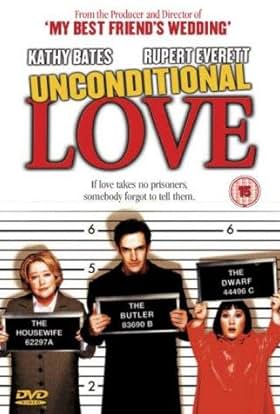 From the Producer and Director of
'MY BEST FRIEND'S WEDDING'
KATHY BATES RUPERT EVERETT
UNCONDITIONAL
LOVE
If love takes no prisoners,
somebody forgot to tell them.
15
6 6
THE DWARF
44496 C
THE BUTLER
83690 B
THE HOUSEWIFE
62297A
2
DVD
VIDEO